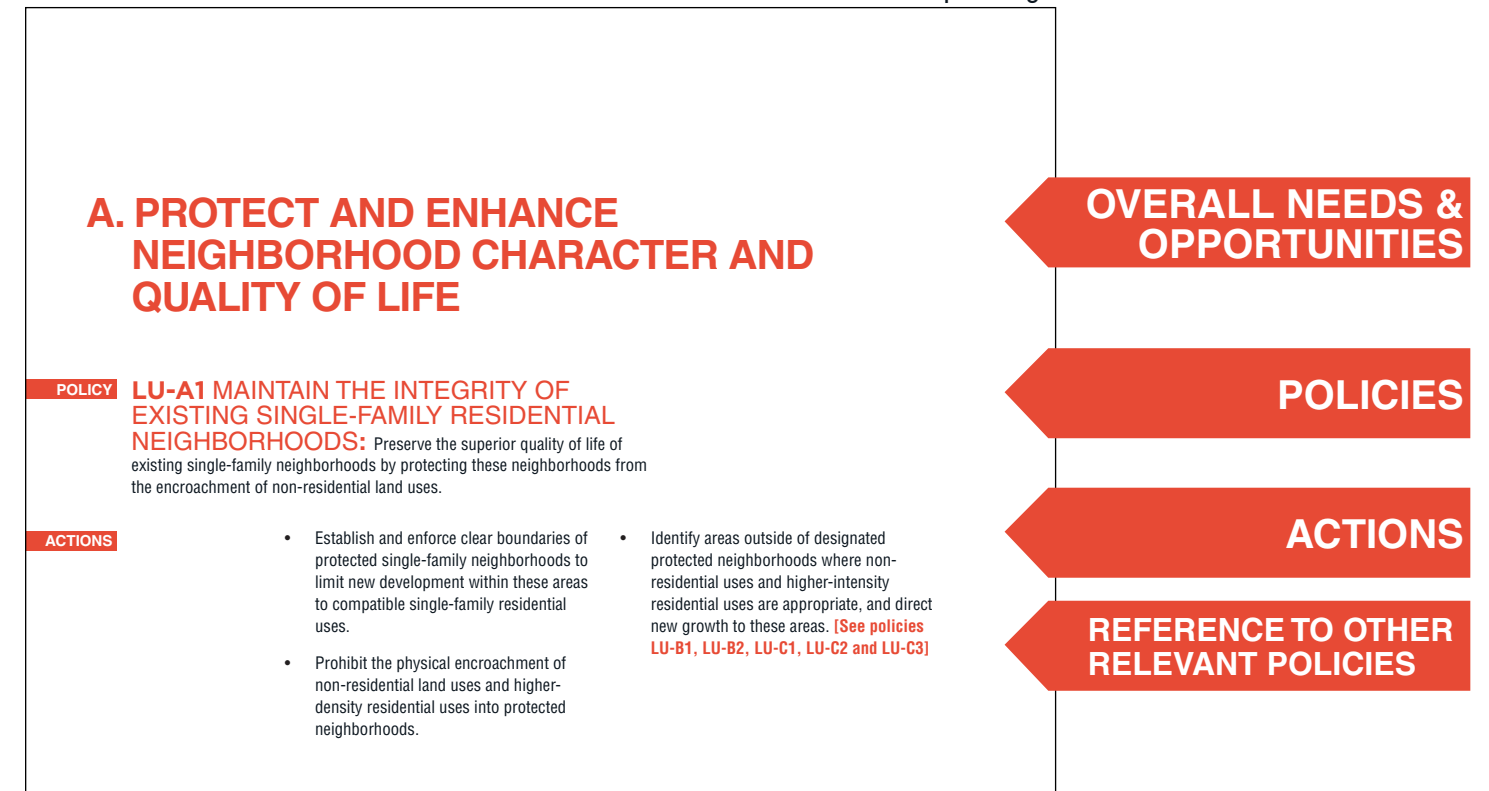 A. PROTECT AND ENHANCE
NEIGHBORHOOD CHARACTER AND
QUALITY OF LIFE
OVERALL NEEDS &
OPPORTUNITIES
POLICY
LU-A1 MAINTAIN THE INTEGRITY OF
EXISTING SINGLE-FAMILY RESIDENTIAL
NEIGHBORHOODS: Preserve the superior quality of life of
existing single-family neighborhoods by protecting these neighborhoods from
the encroachment of non-residential land uses.
POLICIES
ACTIONS
• Establish and enforce clear boundaries of
protected single-family neighborhoods to
limit new development within these areas
to compatible single-family residential
uses.
• Prohibit the physical encroachment of
non-residential land uses and higher-
density residential uses into protected
neighborhoods.
• Identify areas outside of designated
protected neighborhoods where non-
residential uses and higher-intensity
residential uses are appropriate, and direct
new growth to these areas. [See policies
LU-B1, LU-B2, LU-C1, LU-C2 and LU-C3]
ACTIONS
REFERENCE TO OTHER
RELEVANT POLICIES